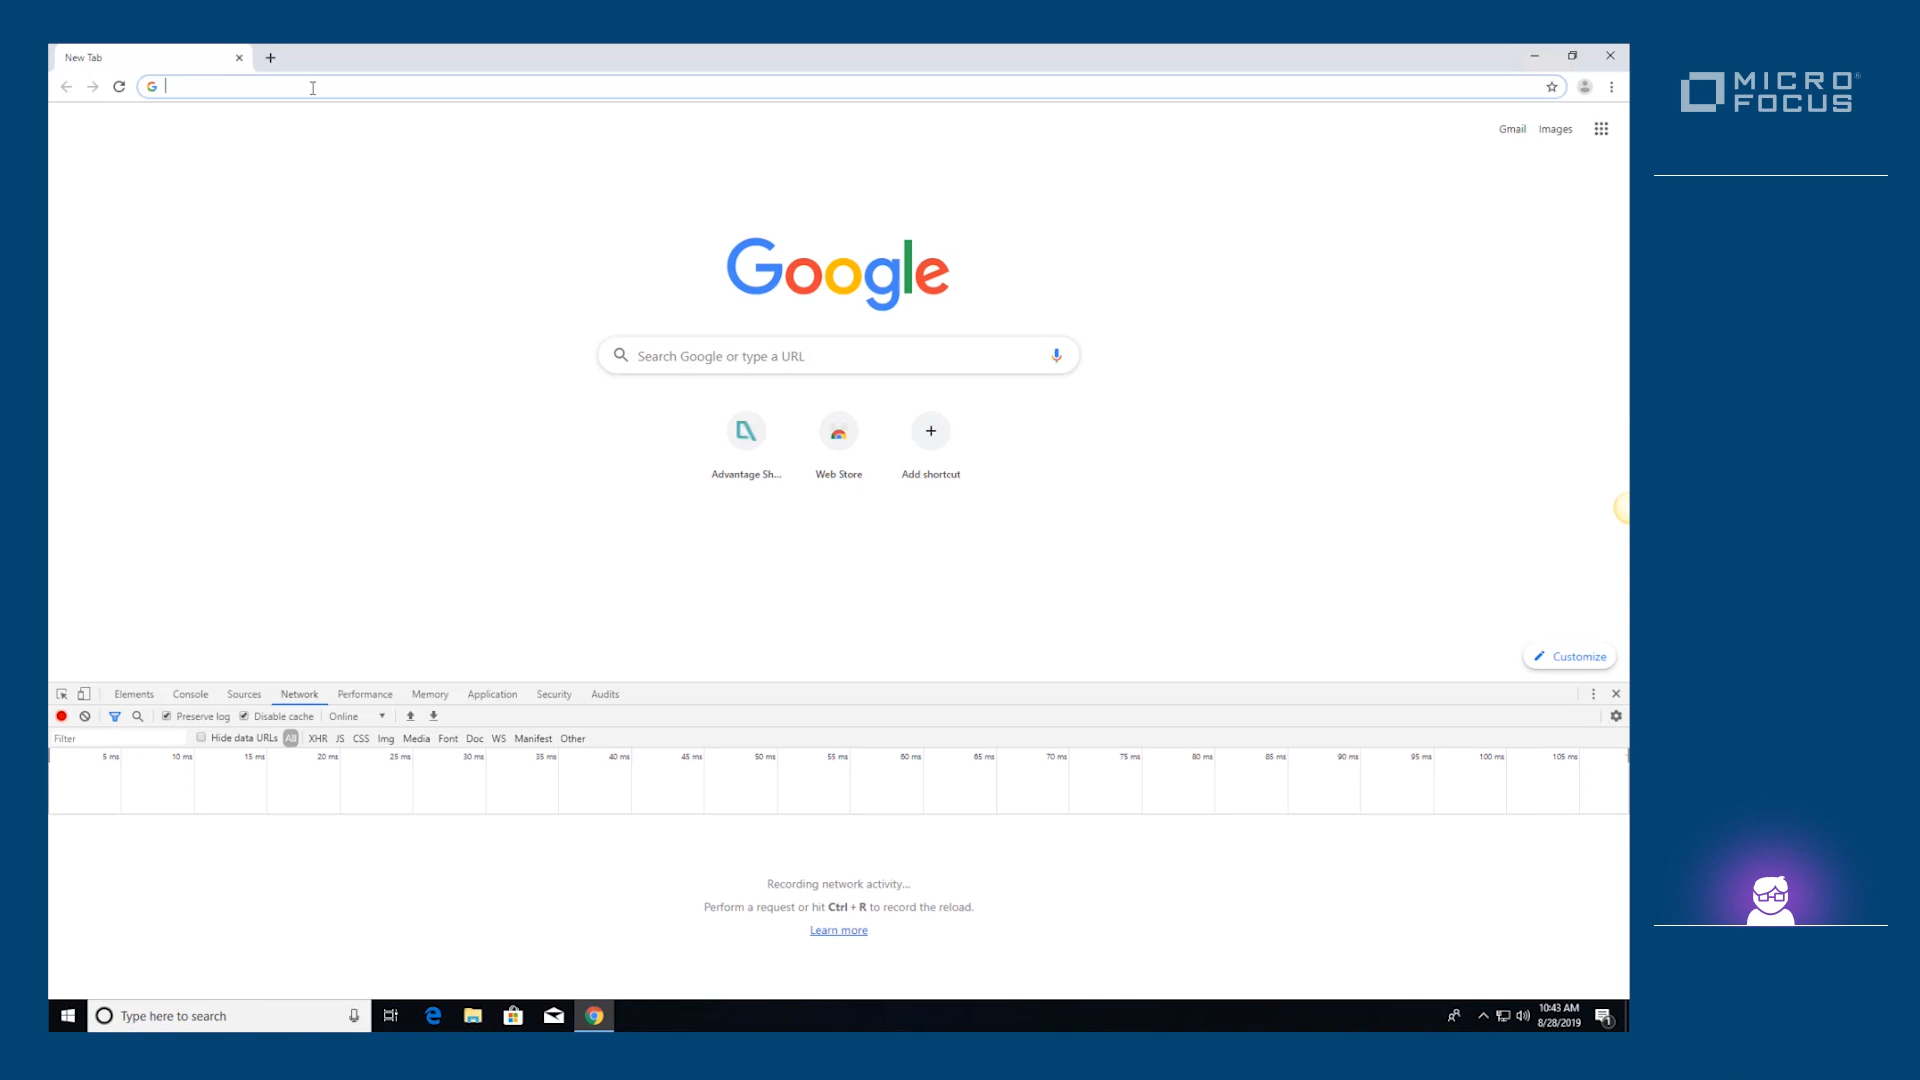 New Tab
MICRO
FOCUS
Gmail Images
Google
Search Google or type a URL
Advantage Sh... Web Store Add shortcut
Customize
Elements Console Sources Network Performance Memory Application Security Audits
Preserve log Disable cache Online
Filter Hide data URLs All XHR JS CSS Img Media Font Doc WS Manifest Other
5 ms 10 ms 15 ms 20 ms 25 ms 30 ms 35 ms 40 ms 45 ms 50 ms 55 ms 60 ms 65 ms 70 ms 75 ms 80 ms 85 ms 90 ms 95 ms 100 ms 105 ms
Recording network activity...
Perform a request or hit Ctrl + R to record the reload.
Learn more
Type here to search
10:43 AM
8/28/2019
1